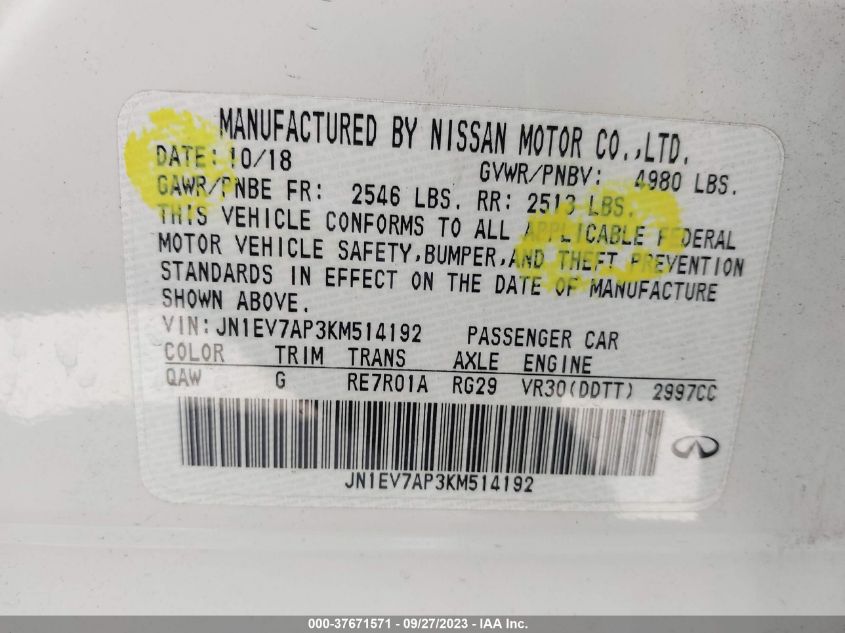 MANUFACTURED BY NISSAN MOTOR CO.,LTD.
DATE: 10/18 GVWR/PNBV: 4980 LBS.
GAWR/PNBE FR: 2546 LBS. RR: 2513 LBS.
THIS VEHICLE CONFORMS TO ALL APPLICABLE FEDERAL
MOTOR VEHICLE SAFETY,BUMPER,AND THEFT PREVENTION
STANDARDS IN EFFECT ON THE DATE OF MANUFACTURE
SHOWN ABOVE.
VIN:JN1EV7AP3KM514192 PASSENGER CAR
COLOR TRIM TRANS AXLE ENGINE
QAW G RE7R01A RG29 VR30(DDTT) 2997CC
JN1EV7AP3KM514192
000-37671571 | 09/27/2023 - IAA Inc.